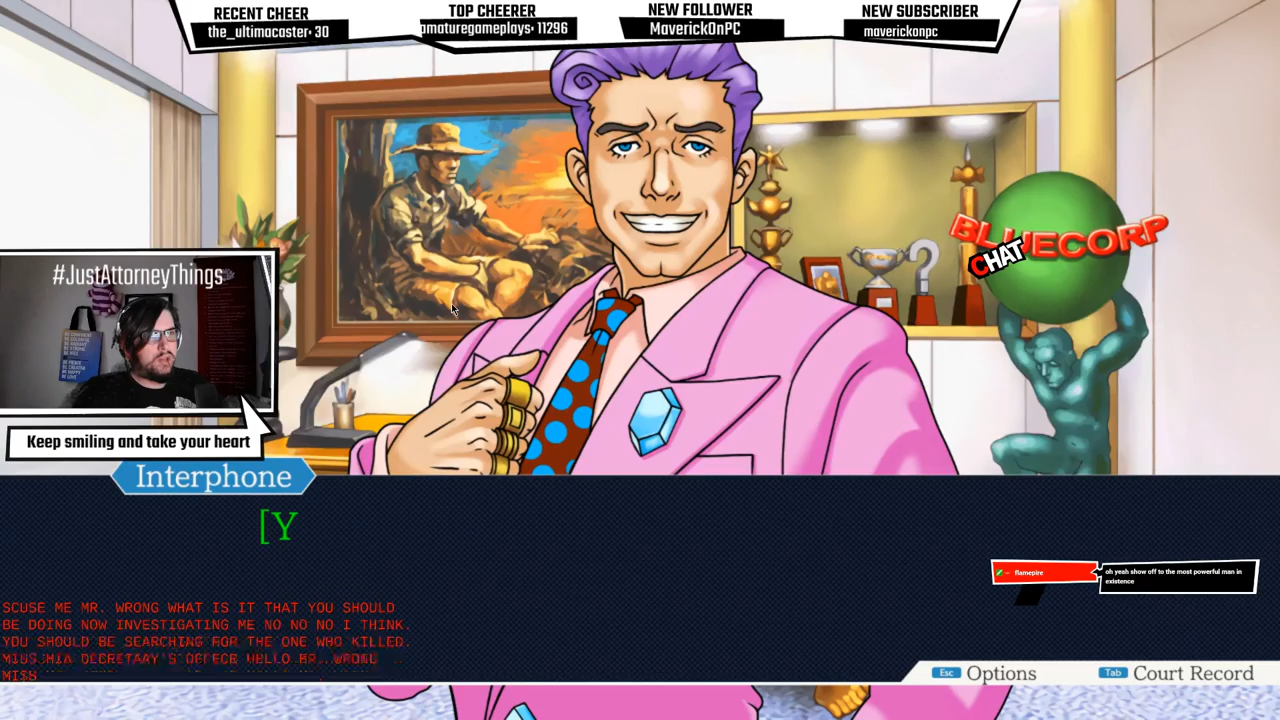 RECENT CHEER
the_ultimacaster• 30
TOP CHEERER
amaturegameplays• 11296
NEW FOLLOWER
MaverickOnPC
NEW SUBSCRIBER
maverickonpc
BLUECORP
CHAT
#JustAttorneyThings
Keep smiling and take your heart
Interphone
[Y
flamepire
oh yeah show off to the most powerful man in
existence
SCUSE ME MR. WRONG WHAT IS IT THAT YOU SHOULD
BE DOING NOW INVESTIGATING ME NO NO NO I THINK.
YOU SHOULD BE SEARCHING FOR THE ONE WHO KILLED.
MISS
Esc Options
Tab Court Record